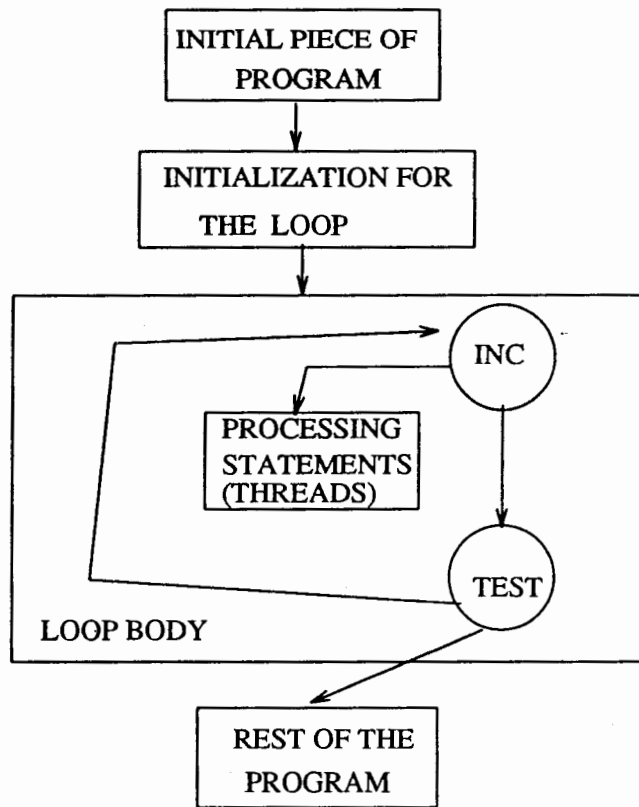 INITIAL PIECE OF
PROGRAM
INITIALIZATION FOR
THE LOOP
INC
PROCESSING
STATEMENTS
(THREADS)
TEST
LOOP BODY
REST OF THE
PROGRAM